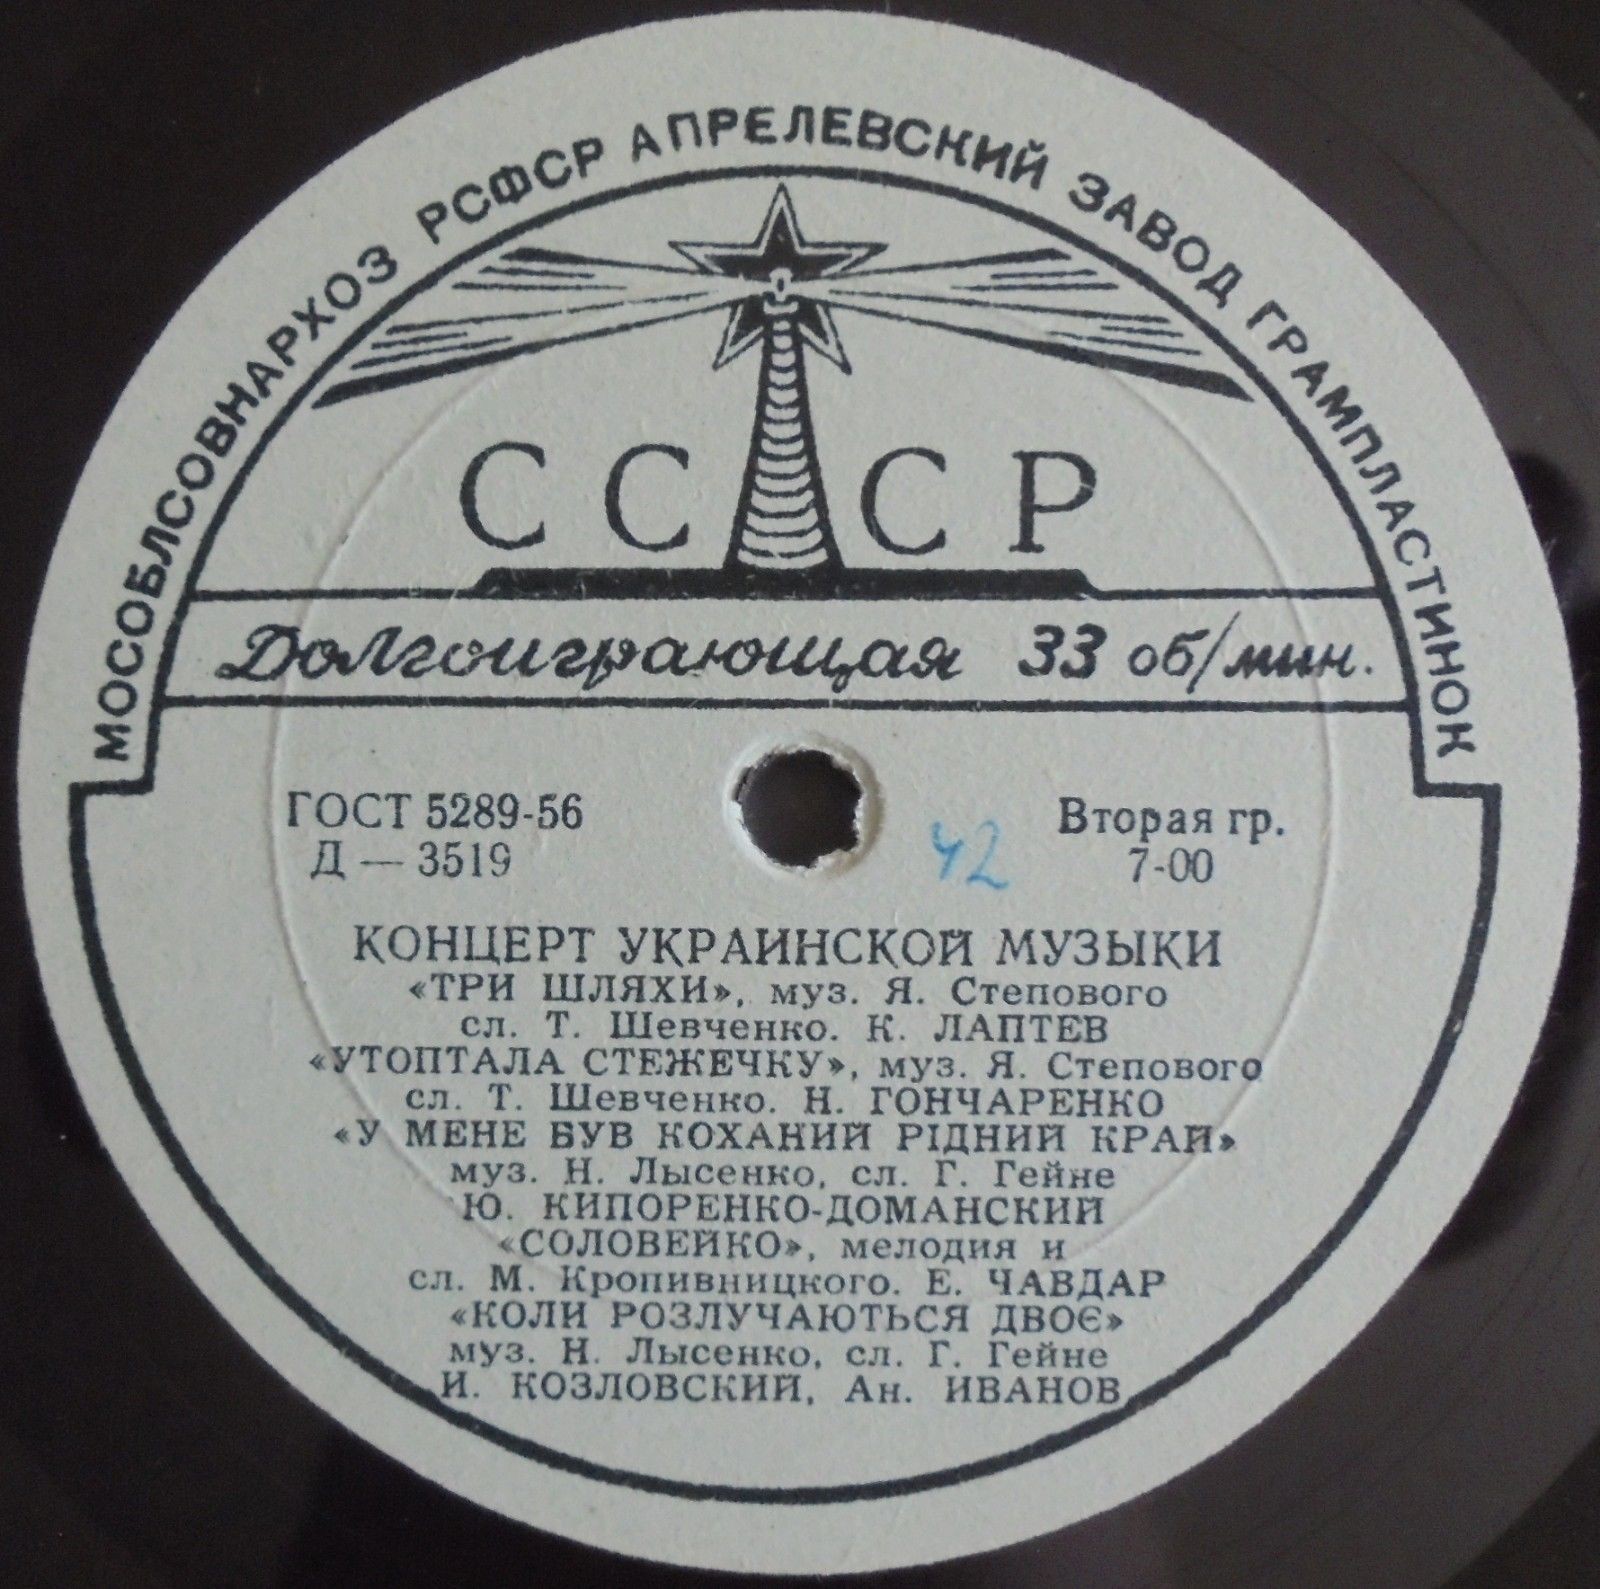 МОСОБЛСОВНАРХОЗ РСФСР АПРЕЛЕВСКИЙ ЗАВОД ГРАМПЛАСТИНОК
СССР
Долгоиграющая 33 об/мин.
ГОСТ 5289-56
Д — 3519
42
Вторая гр.
7-00
КОНЦЕРТ УКРАИНСКОЙ МУЗЫКИ
«ТРИ ШЛЯХИ», муз. Я. Степового
сл. Т. Шевченко. К. ЛАПТЕВ
«УТОПТАЛА СТЕЖЕЧКУ», муз. Я. Степового
сл. Т. Шевченко. Н. ГОНЧАРЕНКО
«У МЕНЕ БУВ КОХАНИЙ РІДНИЙ КРАЙ»
муз. Н. Лысенко, сл. Г. Гейне
Ю. КИПОРЕНКО-ДОМАНСКИЙ
«СОЛОВЕЙКО», мелодия и
сл. М. Кропивницкого. Е. ЧАВДАР
«КОЛИ РОЗЛУЧАЮТЬСЯ ДВОЄ»
муз. Н. Лысенко, сл. Г. Гейне
И. КОЗЛОВСКИЙ, Ан. ИВАНОВ